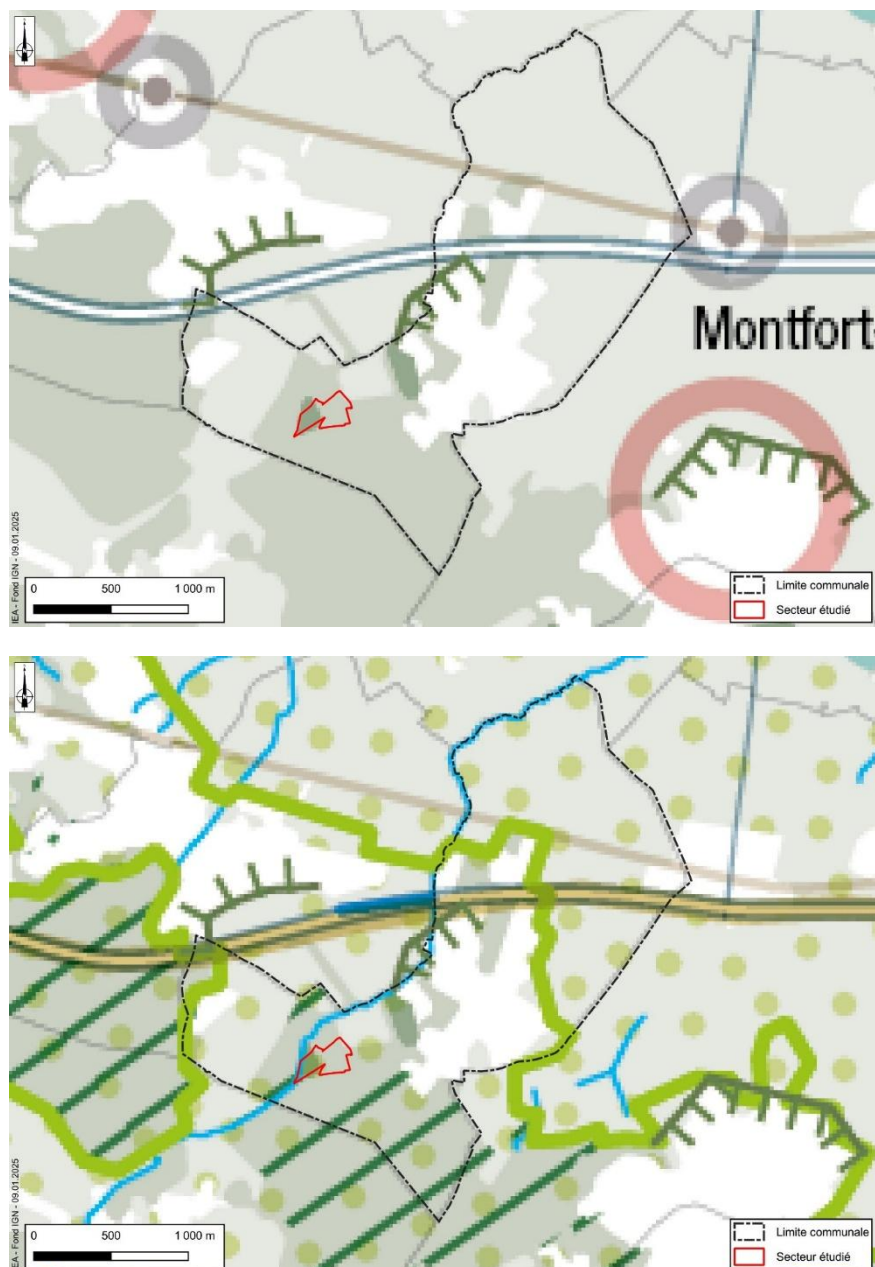 Montfort-
IEA - Fond IGN - 09.01.2025
0 500 1 000 m
Limite communale
Secteur étudié
IEA - Fond IGN - 09.01.2025
0 500 1 000 m
Limite communale
Secteur étudié